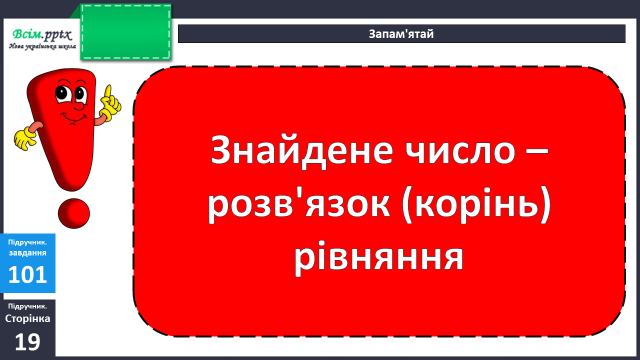 Всім.pptx
Нова українська школа
Запам'ятай
Знайдене число –
розв'язок (корінь)
рівняння
Підручник.
завдання
101
Підручник.
Сторінка
19